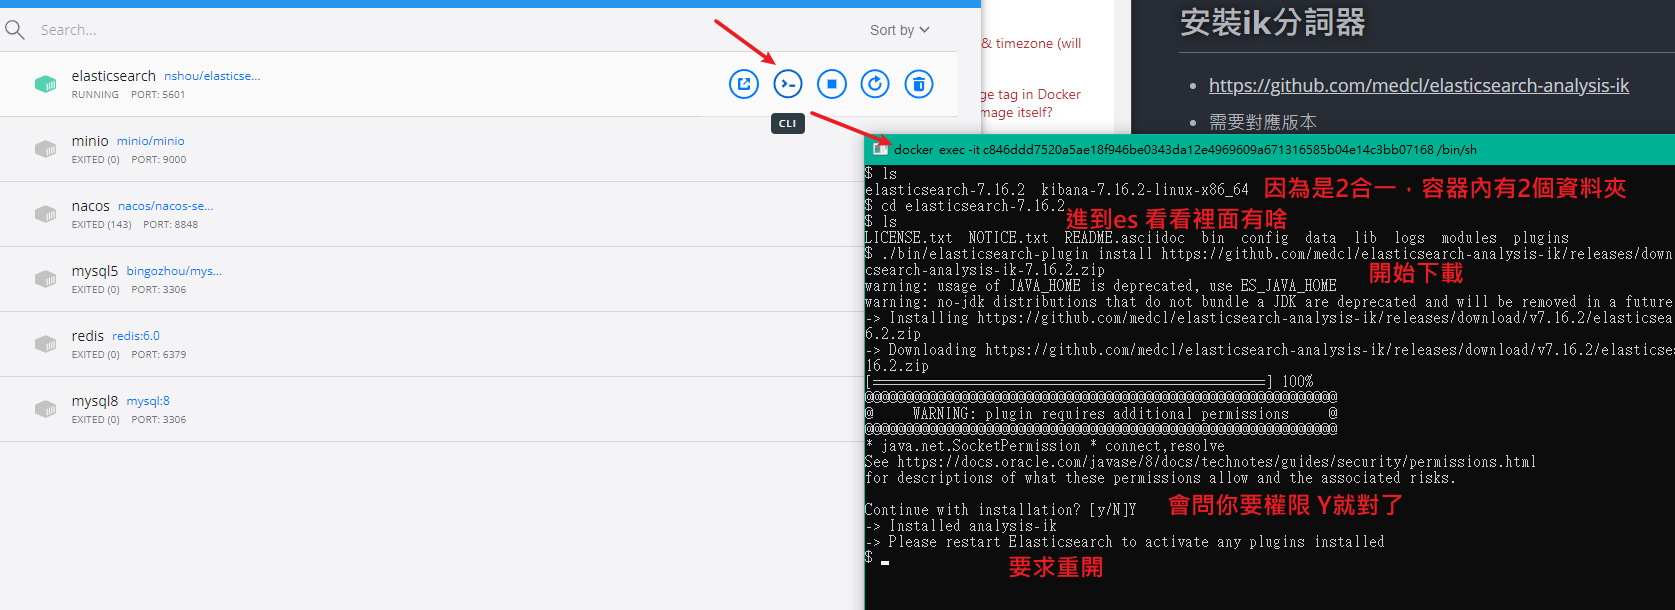 Search...
Sort by
elasticsearch nshou/elasticse...
RUNNING PORT: 5601
CLI
minio minio/minio
EXITED (0) PORT: 9000
nacos nacos/nacos-se...
EXITED (143) PORT: 8848
mysql5 bingozhou/mys...
EXITED (0) PORT: 3306
redis redis:6.0
EXITED (0) PORT: 6379
mysql8 mysql:8
EXITED (0) PORT: 3306
& timezone (will
ge tag in Docker
mage itself?
安裝ik分詞器
• https://github.com/medcl/elasticsearch-analysis-ik
• 需要對應版本
docker exec -it c846ddd7520a5ae18f946be0343da12e4969609a671316585b04e14c3bb07168 /bin/sh
$ ls
elasticsearch-7.16.2 kibana-7.16.2-linux-x86_64 因為是2合一，容器內有2個資料夾
$ cd elasticsearch-7.16.2
進到es 看看裡面有啥
$ ls
LICENSE.txt NOTICE.txt README.asciidoc bin config data lib logs modules plugins
$ ./bin/elasticsearch-plugin install https://github.com/medcl/elasticsearch-analysis-ik/releases/down
csearch-analysis-ik-7.16.2.zip
開始下載
warning: usage of JAVA_HOME is deprecated, use ES_JAVA_HOME
warning: no-jdk distributions that do not bundle a JDK are deprecated and will be removed in a future
-> Installing https://github.com/medcl/elasticsearch-analysis-ik/releases/download/v7.16.2/elasticsea
6.2.zip
-> Downloading https://github.com/medcl/elasticsearch-analysis-ik/releases/download/v7.16.2/elasticse
16.2.zip
[=================================================] 100%
@@@@@@@@@@@@@@@@@@@@@@@@@@@@@@@@@@@@@@@@@@@@@@@@@@@@@@@@@@@
@ WARNING: plugin requires additional permissions @
@@@@@@@@@@@@@@@@@@@@@@@@@@@@@@@@@@@@@@@@@@@@@@@@@@@@@@@@@@@
* java.net.SocketPermission * connect,resolve
See https://docs.oracle.com/javase/8/docs/technotes/guides/security/permissions.html
for descriptions of what these permissions allow and the associated risks.
Continue with installation? [y/N]Y 會問你要權限 Y就對了
-> Installed analysis-ik
-> Please restart Elasticsearch to activate any plugins installed
$
要求重開